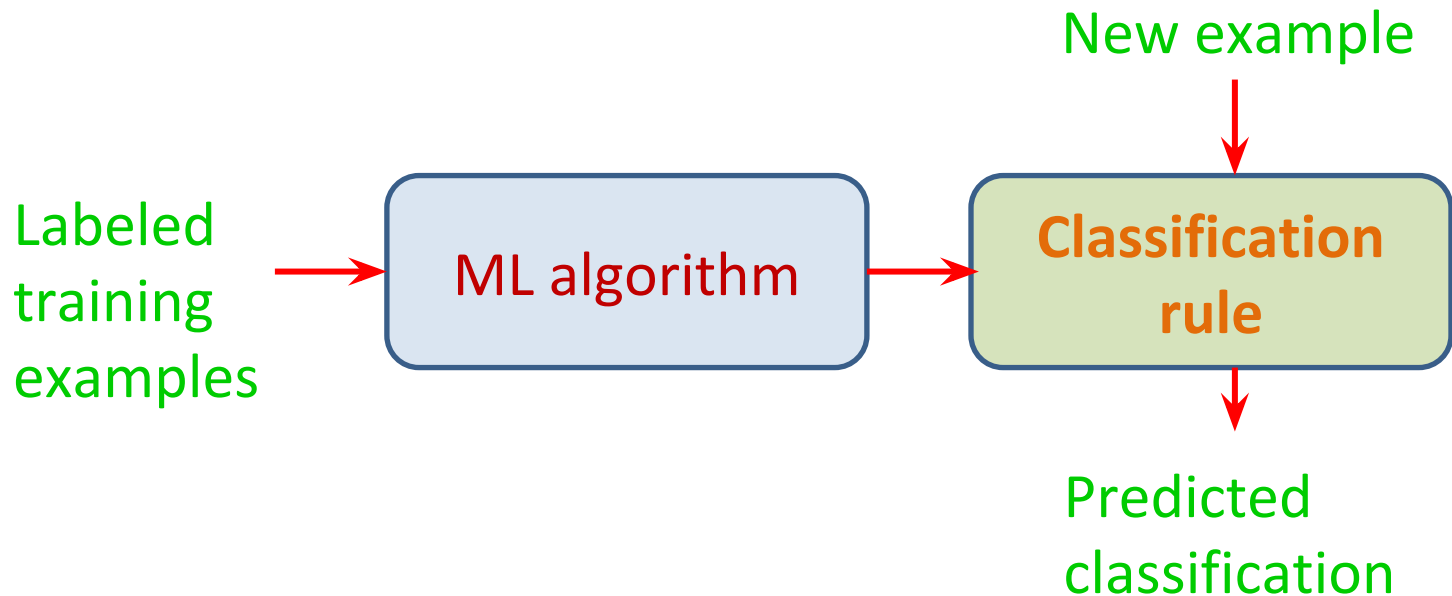 New example
Labeled
training
examples
ML algorithm
Classification
rule
Predicted
classification